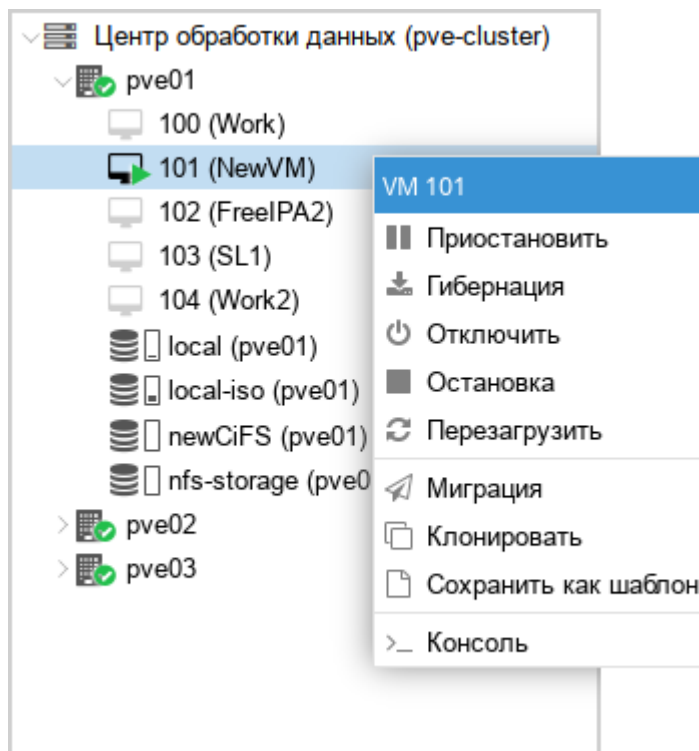 Центр обработки данных (pve-cluster)
pve01
100 (Work)
101 (NewVM)
102 (FreeIPA2)
103 (SL1)
104 (Work2)
local (pve01)
local-iso (pve01)
newCiFS (pve01)
nfs-storage (pve0
pve02
pve03
VM 101
Приостановить
Гибернация
Отключить
Остановка
Перезагрузить
Миграция
Клонировать
Сохранить как шаблон
Консоль